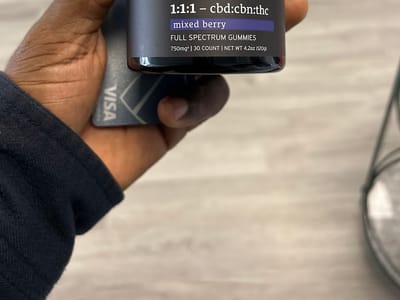 1:1:1 – cbd:cbn:thc
mixed berry
FULL SPECTRUM GUMMIES
750mg* | 30 COUNT | NET WT 4.2oz (120g)
VISA